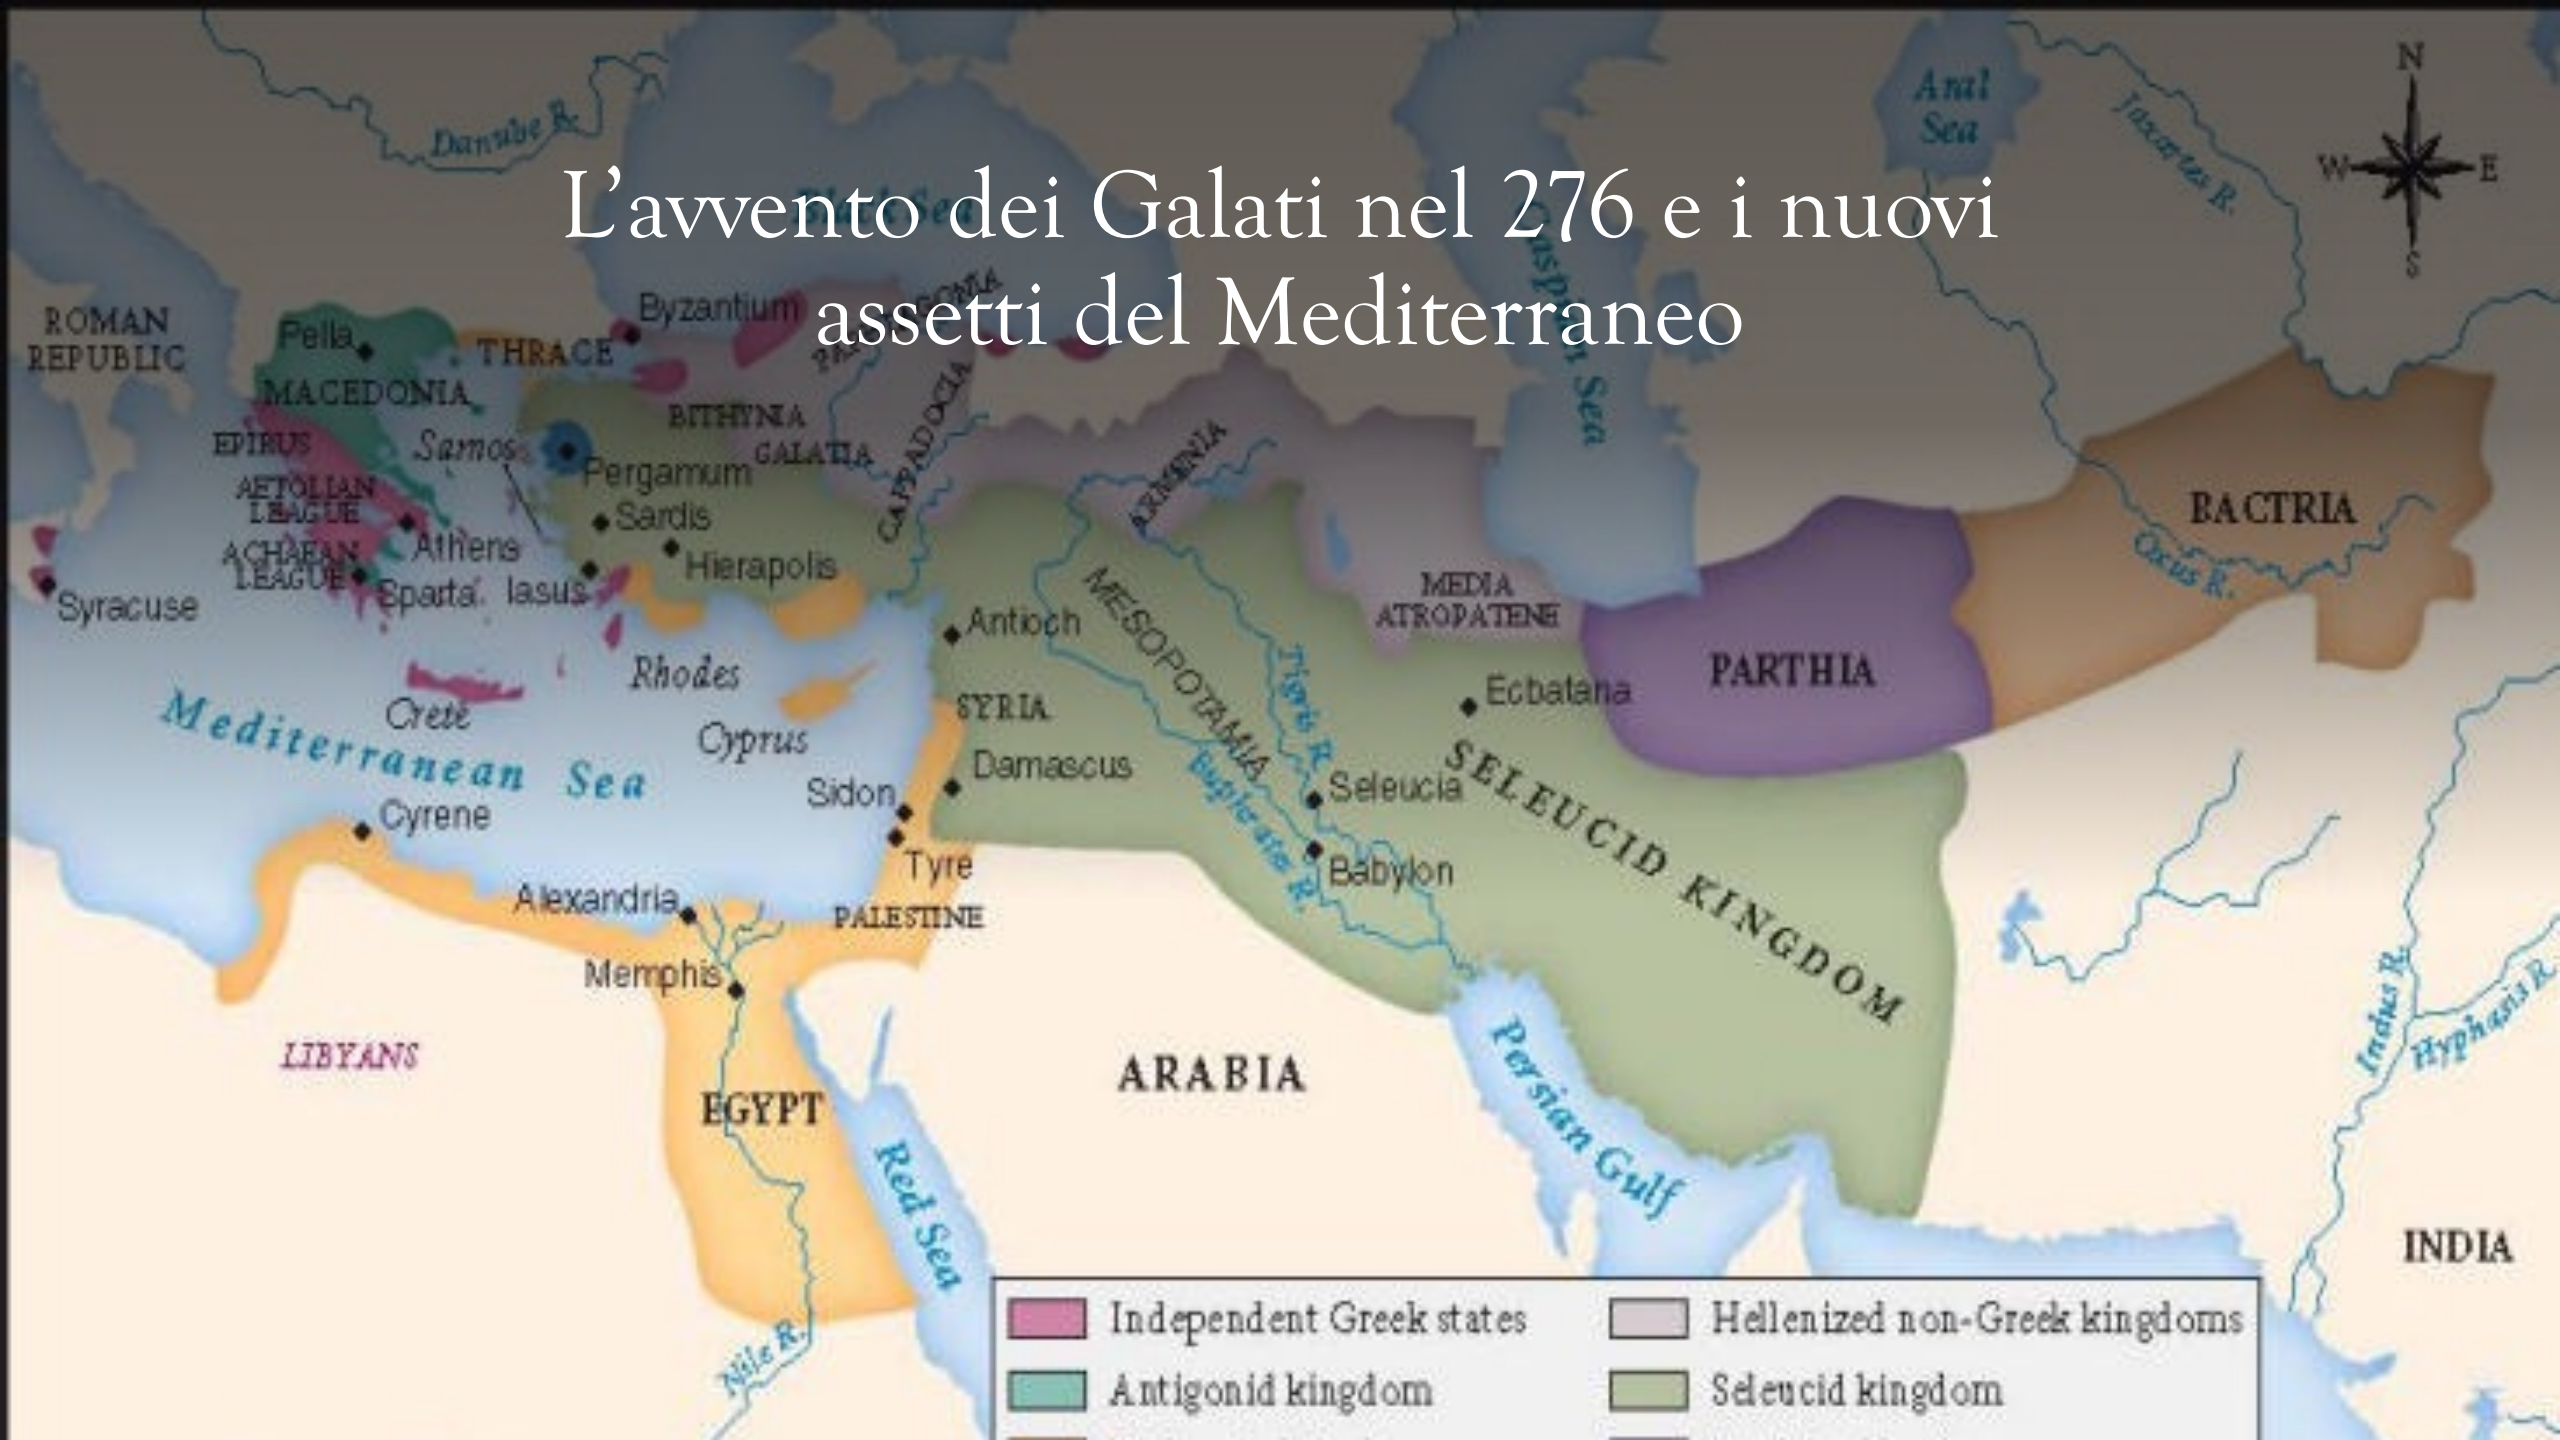 L’avvento dei Galati nel 276 e i nuovi
assetti del Mediterraneo
N
W
E
S
Aral
Sea
Jaxartes R.
Danube R.
Black Sea
Caspian Sea
Byzantium
PAPHLAGONIA
ROMAN
REPUBLIC
Pella
THRACE
MACEDONIA
BITHYNIA
GALATIA
CAPPADOCIA
ARMENIA
EPIRUS
Samos
Pergamum
AETOLIAN
LEAGUE
Sardis
BACTRIA
Oxus R.
ACHAEAN
LEAGUE
Athens
Hierapolis
Sparta
Iasus
Syracuse
Antioch
MESOPOTAMIA
MEDIA
ATROPATENE
PARTHIA
Rhodes
Crete
Cyprus
SYRIA
Tigris R.
Ecbatana
Mediterranean Sea
Damascus
Sidon
Euphrates R.
Seleucia
SELEUCID KINGDOM
Cyrene
Tyre
Babylon
Alexandria
PALESTINE
Memphis
Indus R.
Hyphasis R.
LIBYANS
ARABIA
Persian Gulf
EGYPT
Red Sea
INDIA
Nile R.
Independent Greek states
Hellenized non-Greek kingdoms
Antigonid kingdom
Seleucid kingdom